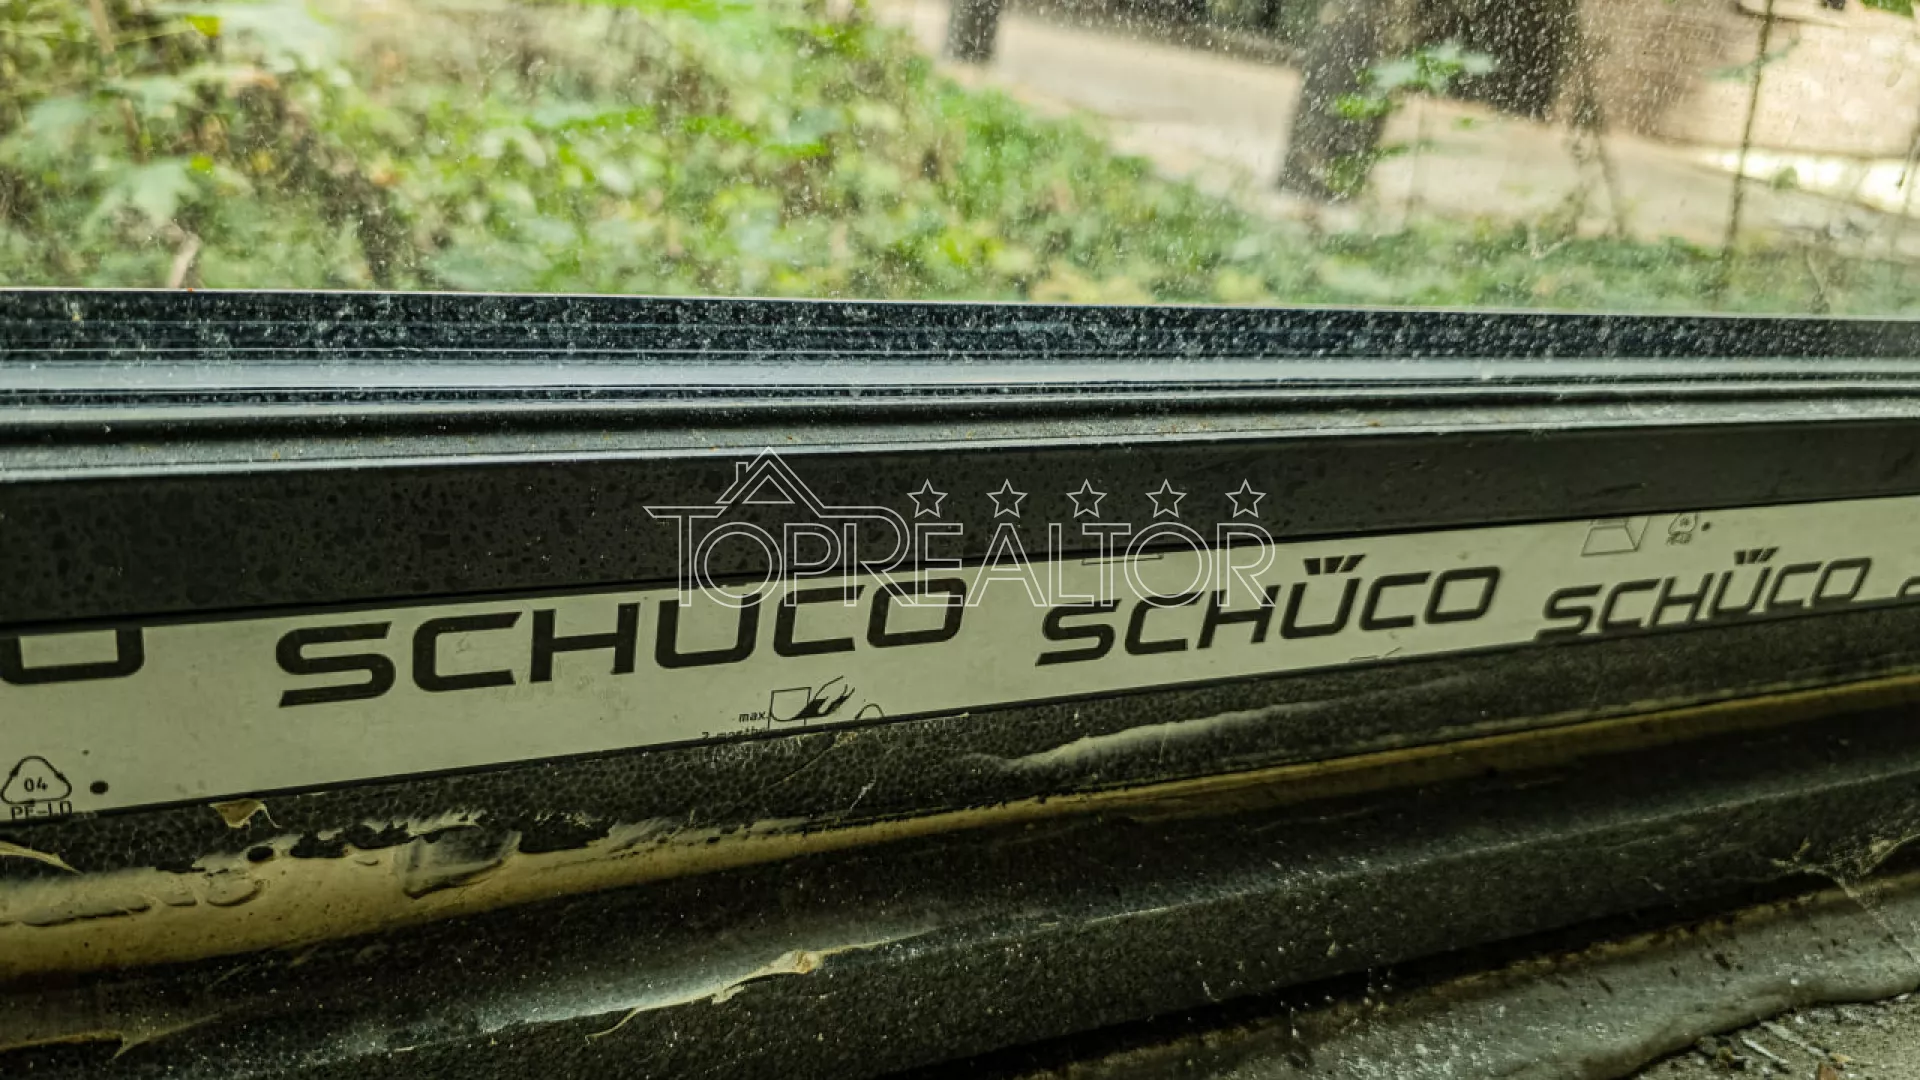 TOPREALTOR
SCHÜCO SCHÜCO SCHÜCO
max.
04
PE-LD